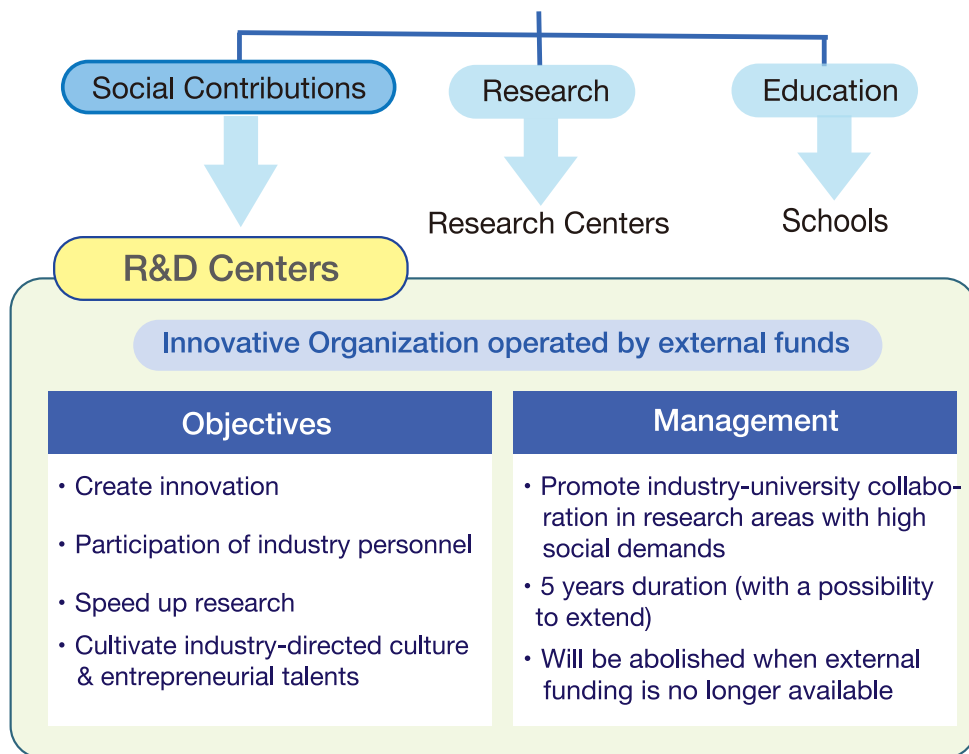 Social Contributions
Research
Education
Research Centers
Schools
R&D Centers
Innovative Organization operated by external funds
Objectives
・Create innovation
・Participation of industry personnel
・Speed up research
・Cultivate industry-directed culture
& entrepreneurial talents
Management
・Promote industry-university collabo-
ration in research areas with high
social demands
・5 years duration (with a possibility
to extend)
・Will be abolished when external
funding is no longer available